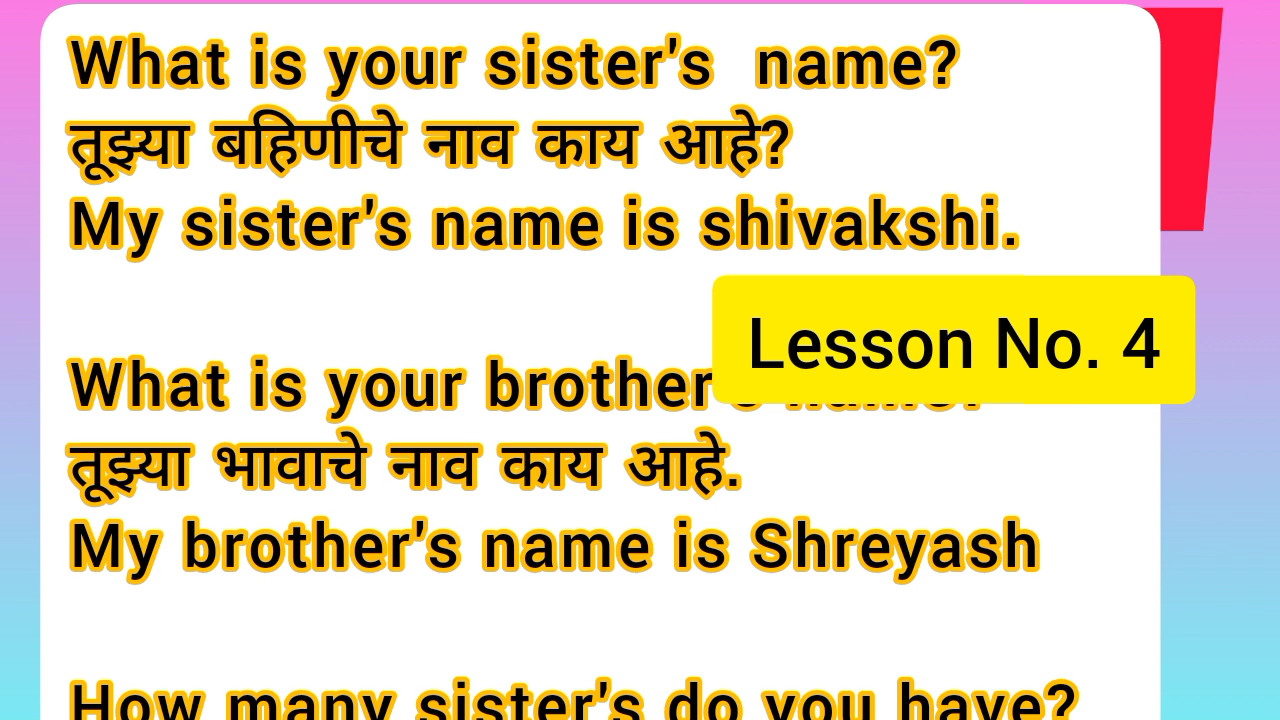 What is your sister's name?
तूझ्या बहिणीचे नाव काय आहे?
My sister's name is shivakshi.
Lesson No. 4
What is your brother's name?
तूझ्या भावाचे नाव काय आहे.
My brother's name is Shreyash
How many sister's do you have?